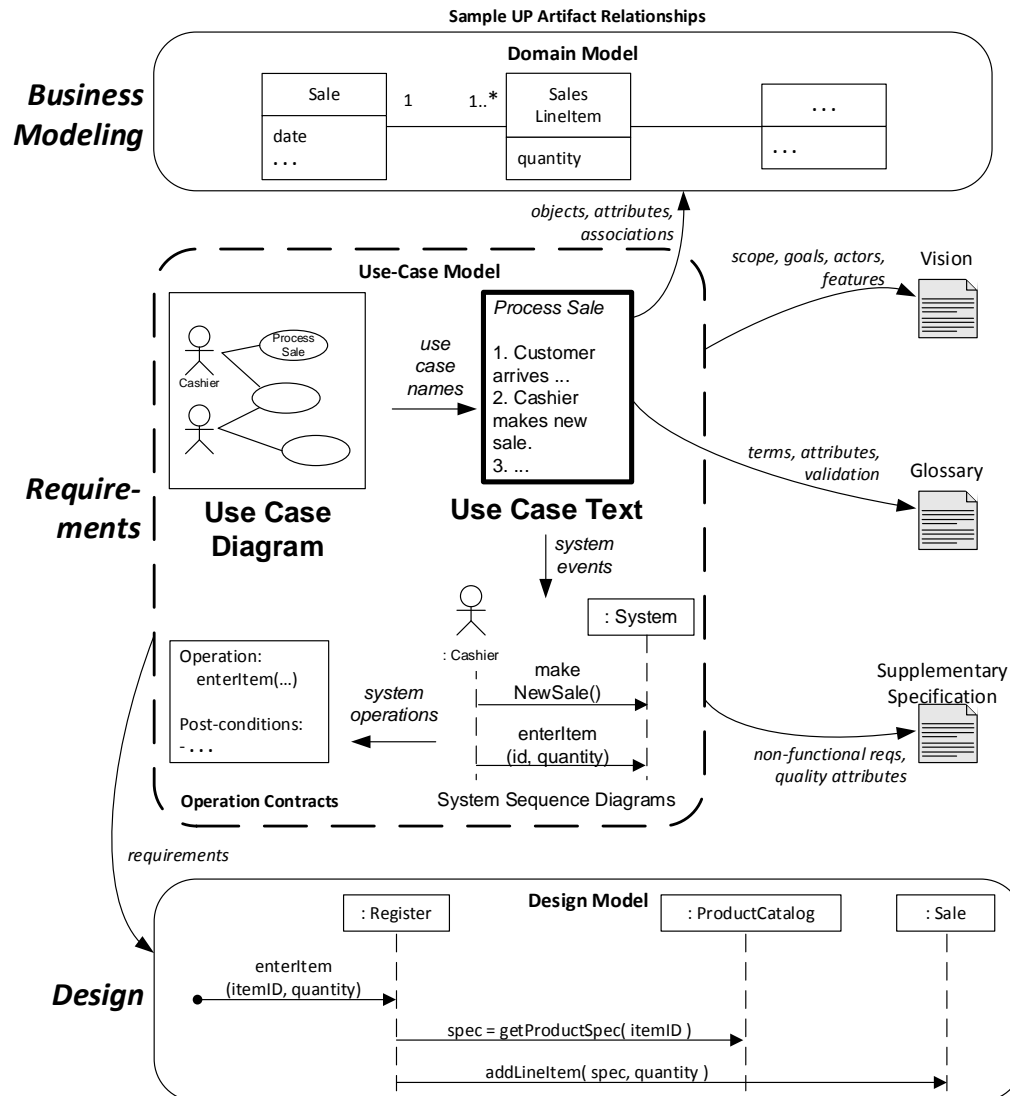 Sample UP Artifact Relationships
Domain Model
Business
Modeling
Sale
1
1..*
Sales
LineItem
. . .
date
. . .
quantity
. . .
objects, attributes,
associations
scope, goals, actors,
features
Vision
Use-Case Model
Process
Sale
Cashier
use
case
names
Process Sale
1. Customer
arrives ...
2. Cashier
makes new
sale.
3. ...
terms, attributes,
validation
Glossary
Require-
ments
Use Case
Diagram
Use Case Text
system
events
: System
: Cashier
Operation:
enterItem(…)
Post-conditions:
- . . .
system
operations
make
NewSale()
enterItem
(id, quantity)
Supplementary
Specification
non-functional reqs,
quality attributes
Operation Contracts
System Sequence Diagrams
requirements
Design Model
: Register
: ProductCatalog
: Sale
Design
enterItem
(itemID, quantity)
spec = getProductSpec( itemID )
addLineItem( spec, quantity )